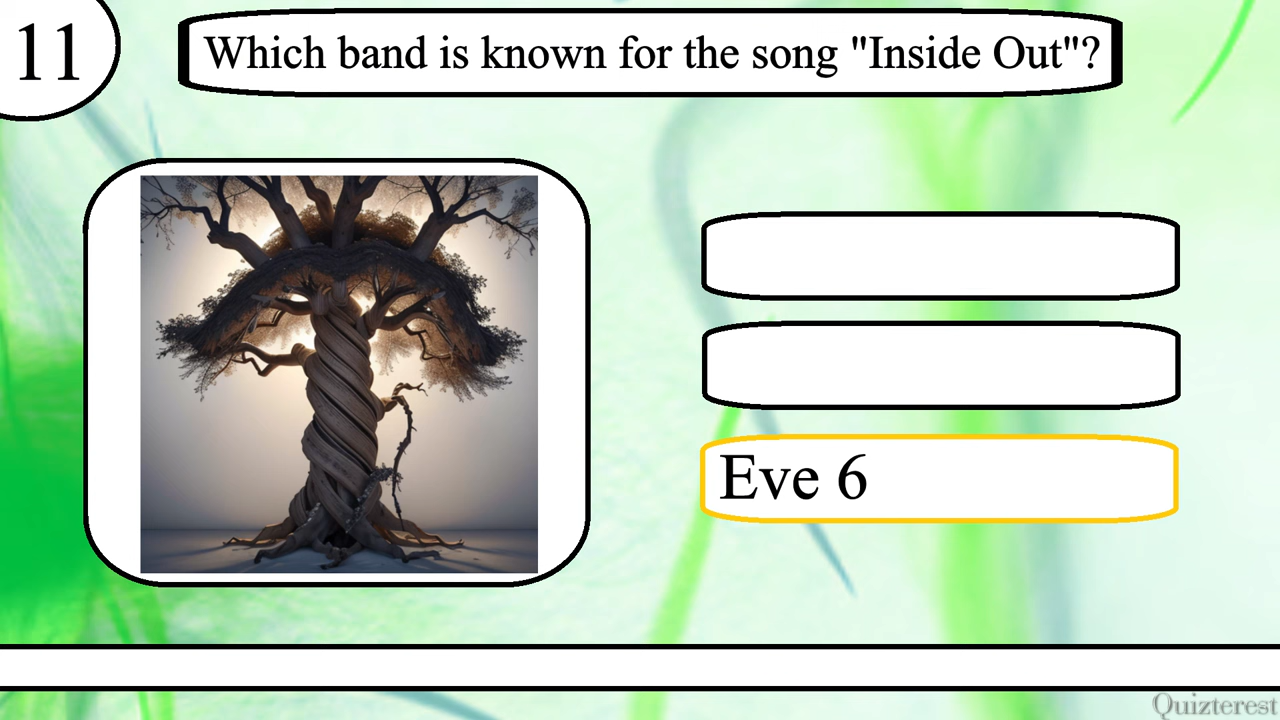 11
Which band is known for the song "Inside Out"?
Eve 6
Quizterest